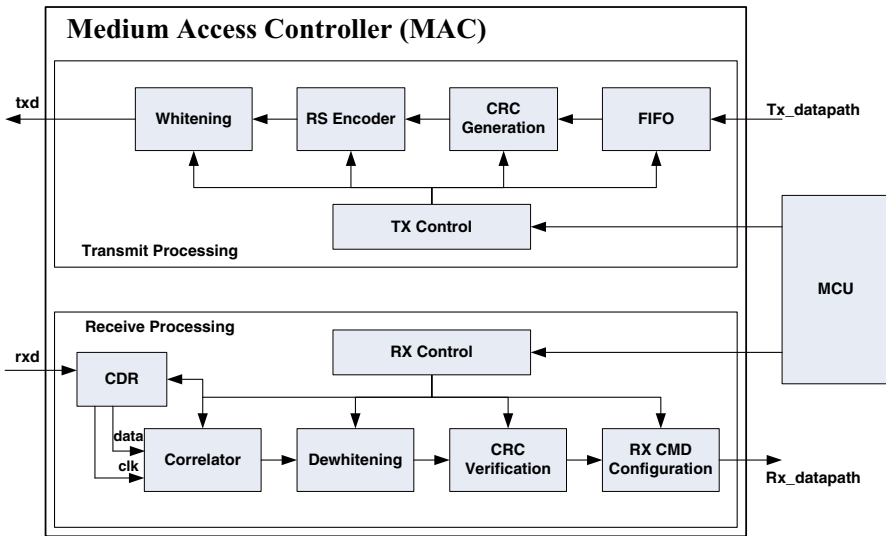 Medium Access Controller (MAC)
txd
Whitening
RS Encoder
CRC
Generation
FIFO
Tx_datapath
TX Control
Transmit Processing
MCU
Receive Processing
rxd
RX Control
CDR
data
clk
Correlator
Dewhitening
CRC
Verification
RX CMD
Configuration
Rx_datapath